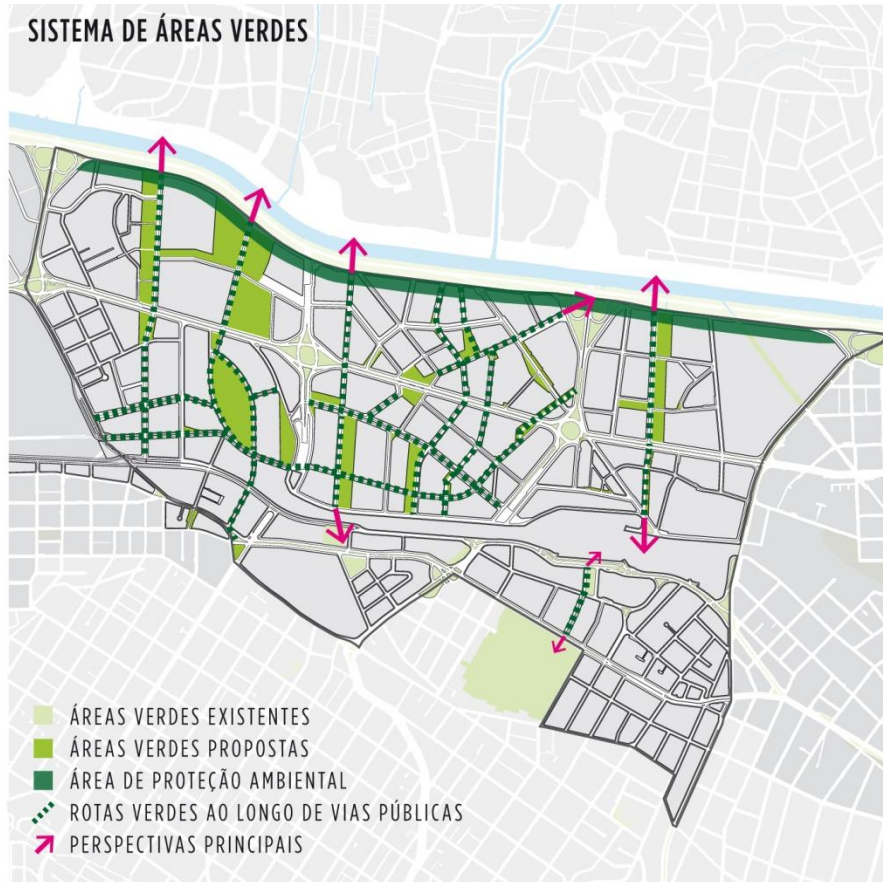 SISTEMA DE ÁREAS VERDES
ÁREAS VERDES EXISTENTES
ÁREAS VERDES PROPOSTAS
ÁREA DE PROTEÇÃO AMBIENTAL
ROTAS VERDES AO LONGO DE VIAS PÚBLICAS
PERSPECTIVAS PRINCIPAIS